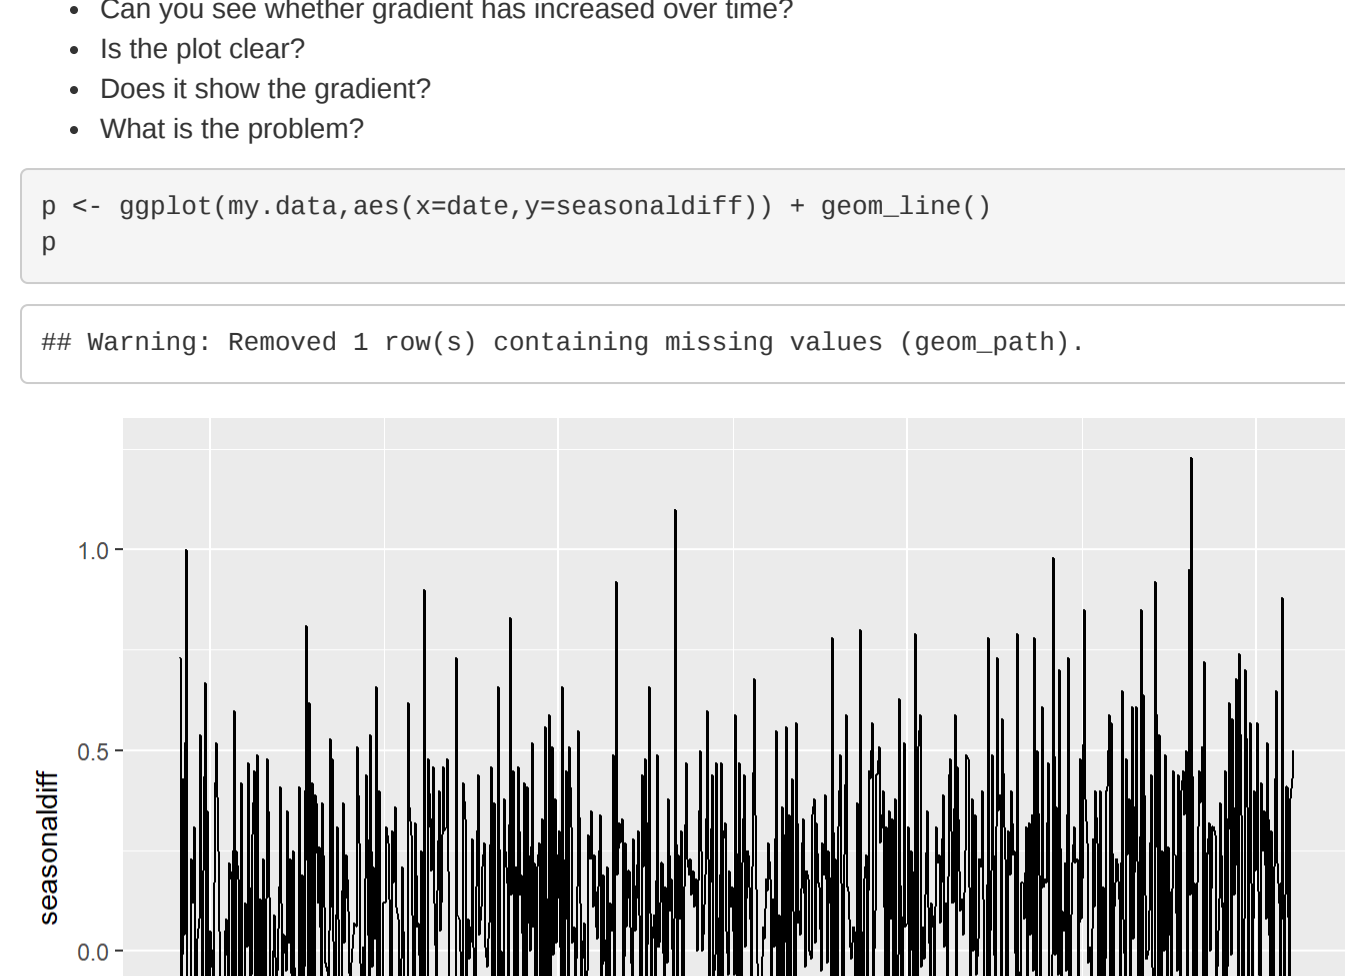 Can you see whether gradient has increased over time?
Is the plot clear?
Does it show the gradient?
What is the problem?
p <- ggplot(my.data,aes(x=date,y=seasonaldiff)) + geom_line()
p
## Warning: Removed 1 row(s) containing missing values (geom_path).
1.0
0.5
seasonaldiff
0.0